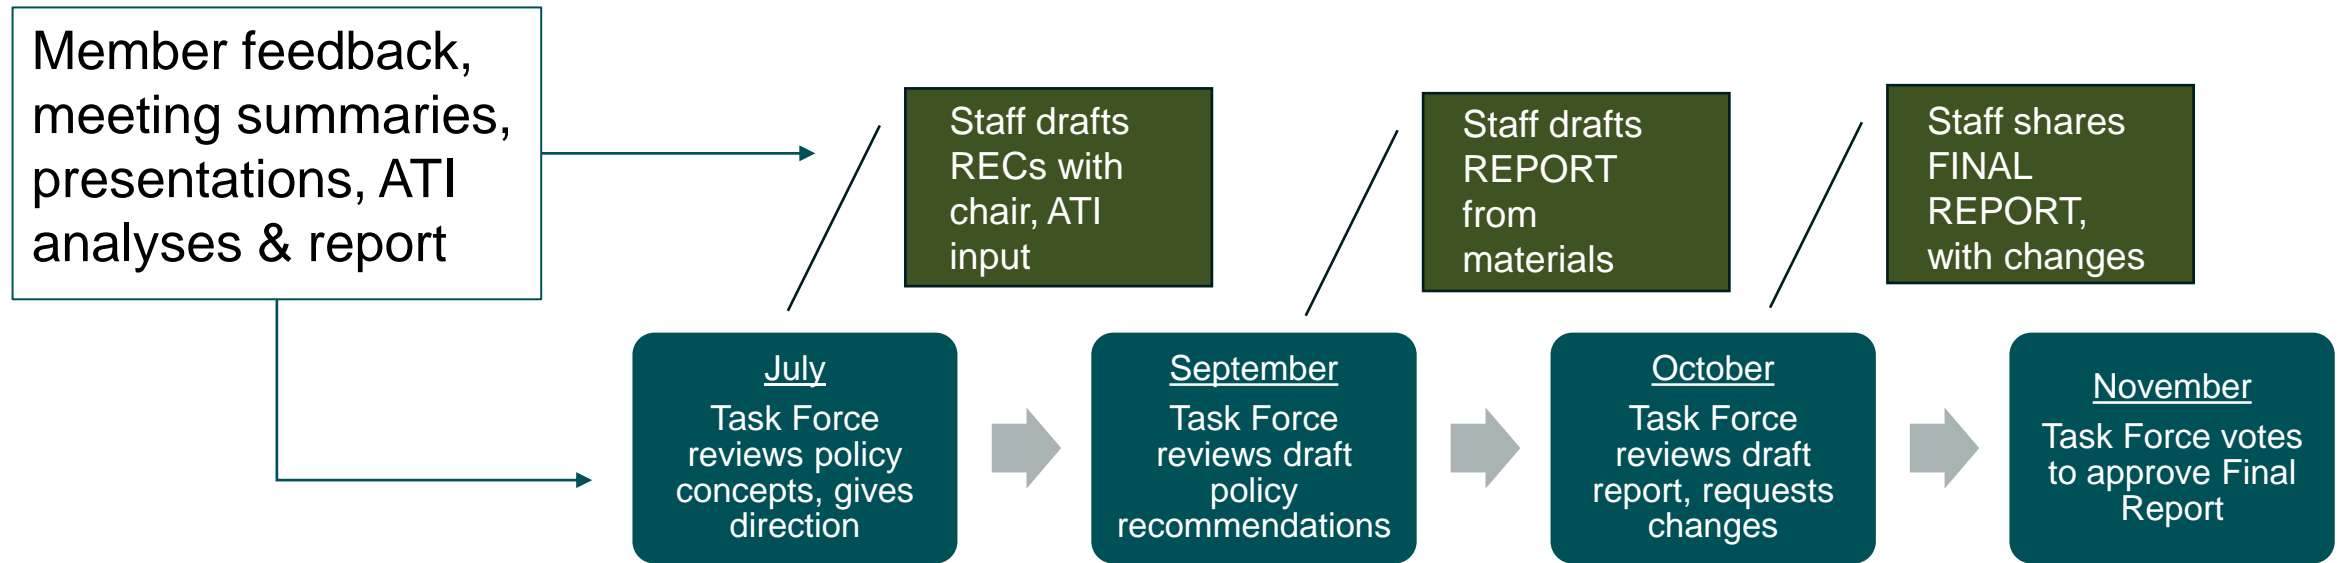 Member feedback,
meeting summaries,
presentations, ATI
analyses & report
Staff drafts
RECs with
chair, ATI
input
Staff drafts
REPORT
from
materials
Staff shares
FINAL
REPORT,
with changes
July
Task Force
reviews policy
concepts, gives
direction
September
Task Force
reviews draft
policy
recommendations
October
Task Force
reviews draft
report, requests
changes
November
Task Force votes
to approve Final
Report